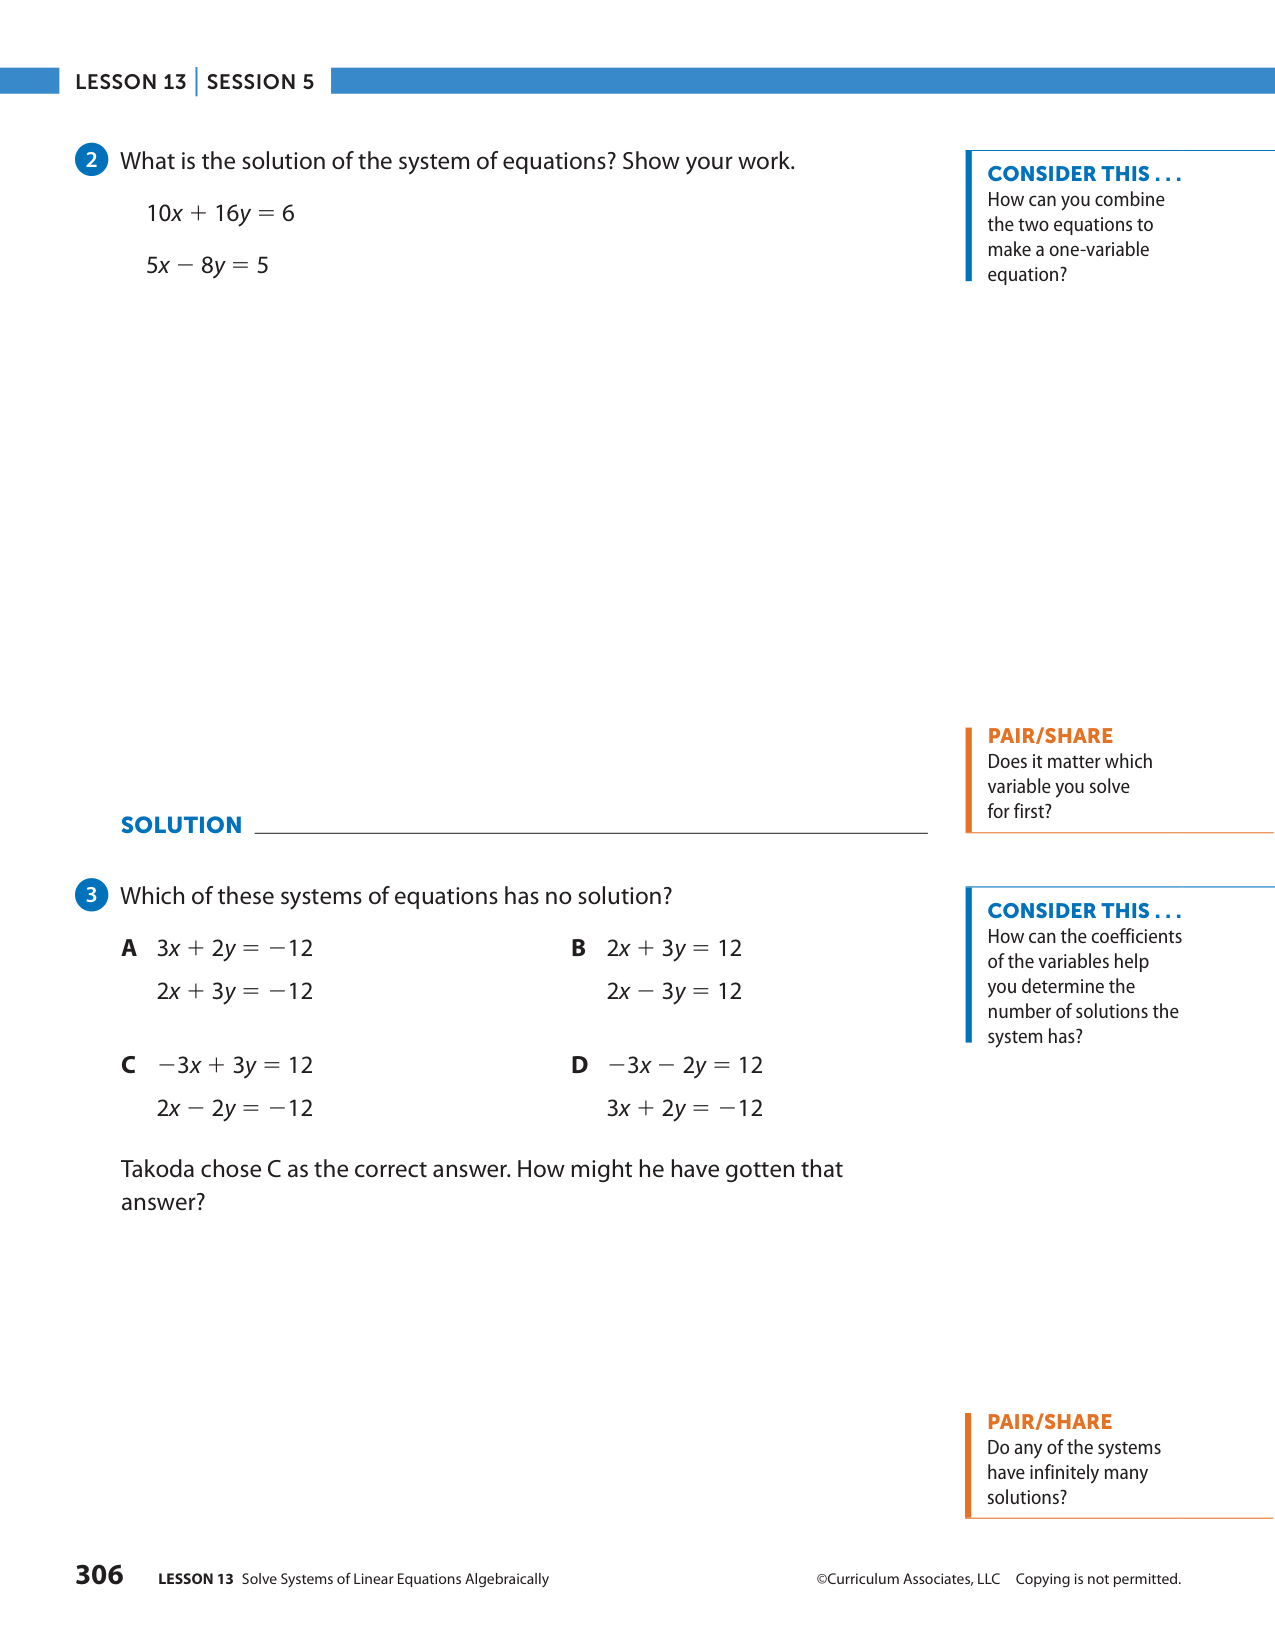 LESSON 13 | SESSION 5
2 What is the solution of the system of equations? Show your work.
10x + 16y = 6
5x − 8y = 5
CONSIDER THIS . . .
How can you combine
the two equations to
make a one-variable
equation?
PAIR/SHARE
Does it matter which
variable you solve
for first?
SOLUTION
3 Which of these systems of equations has no solution?
A 3x + 2y = −12
2x + 3y = −12
B 2x + 3y = 12
2x − 3y = 12
C −3x + 3y = 12
2x − 2y = −12
D −3x − 2y = 12
3x + 2y = −12
Takoda chose C as the correct answer. How might he have gotten that
answer?
CONSIDER THIS . . .
How can the coefficients
of the variables help
you determine the
number of solutions the
system has?
PAIR/SHARE
Do any of the systems
have infinitely many
solutions?
306 LESSON 13 Solve Systems of Linear Equations Algebraically
©Curriculum Associates, LLC Copying is not permitted.